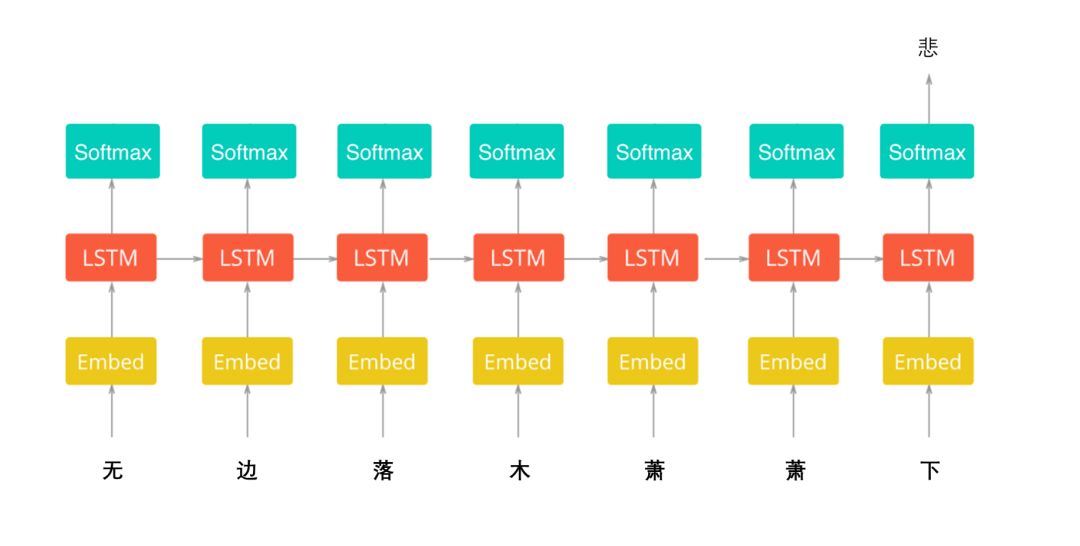 悲
Softmax Softmax Softmax Softmax Softmax Softmax Softmax
LSTM LSTM LSTM LSTM LSTM LSTM LSTM
Embed Embed Embed Embed Embed Embed Embed
无 边 落 木 萧 萧 下